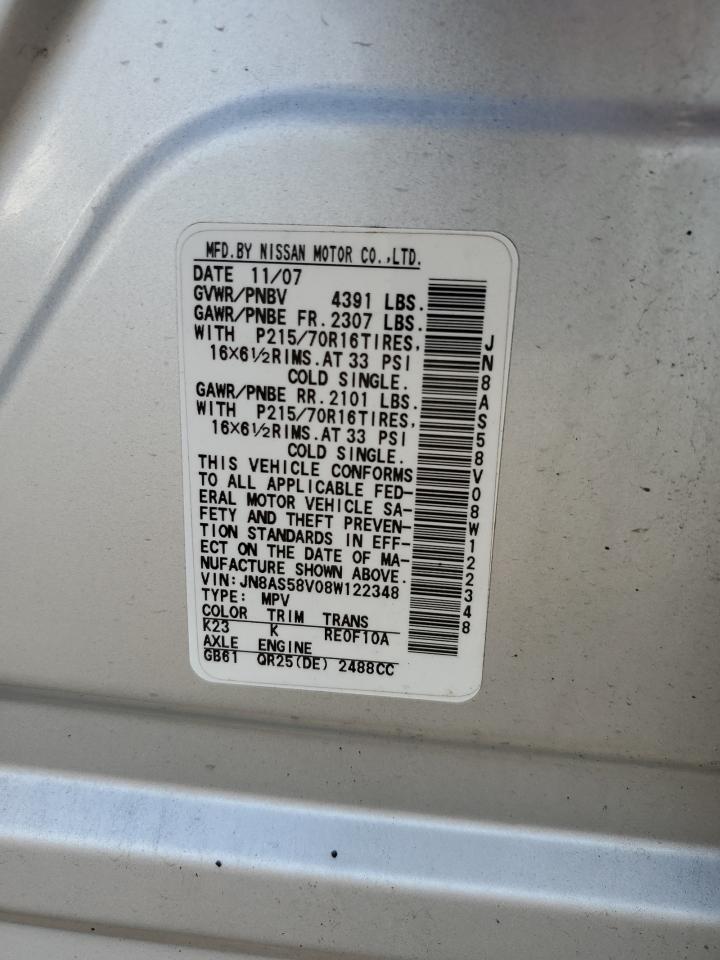 MFD.BY NISSAN MOTOR CO.,LTD.
DATE 11/07
GVWR/PNBV 4391 LBS.
GAWR/PNBE FR.2307 LBS.
WITH P215/70R16TIRES,
16X6½RIMS.AT 33 PSI
COLD SINGLE.
GAWR/PNBE RR.2101 LBS.
WITH P215/70R16TIRES,
16X6½RIMS.AT 33 PSI
COLD SINGLE.
THIS VEHICLE CONFORMS
TO ALL APPLICABLE FED-
ERAL MOTOR VEHICLE SA-
FETY AND THEFT PREVEN-
TION STANDARDS IN EFF-
ECT ON THE DATE OF MA-
NUFACTURE SHOWN ABOVE.
VIN:JN8AS58V08W122348
TYPE: MPV
COLOR TRIM TRANS
K23 K RE0F10A
AXLE ENGINE
GB61 QR25(DE) 2488CC
JN8AS58V08W122348